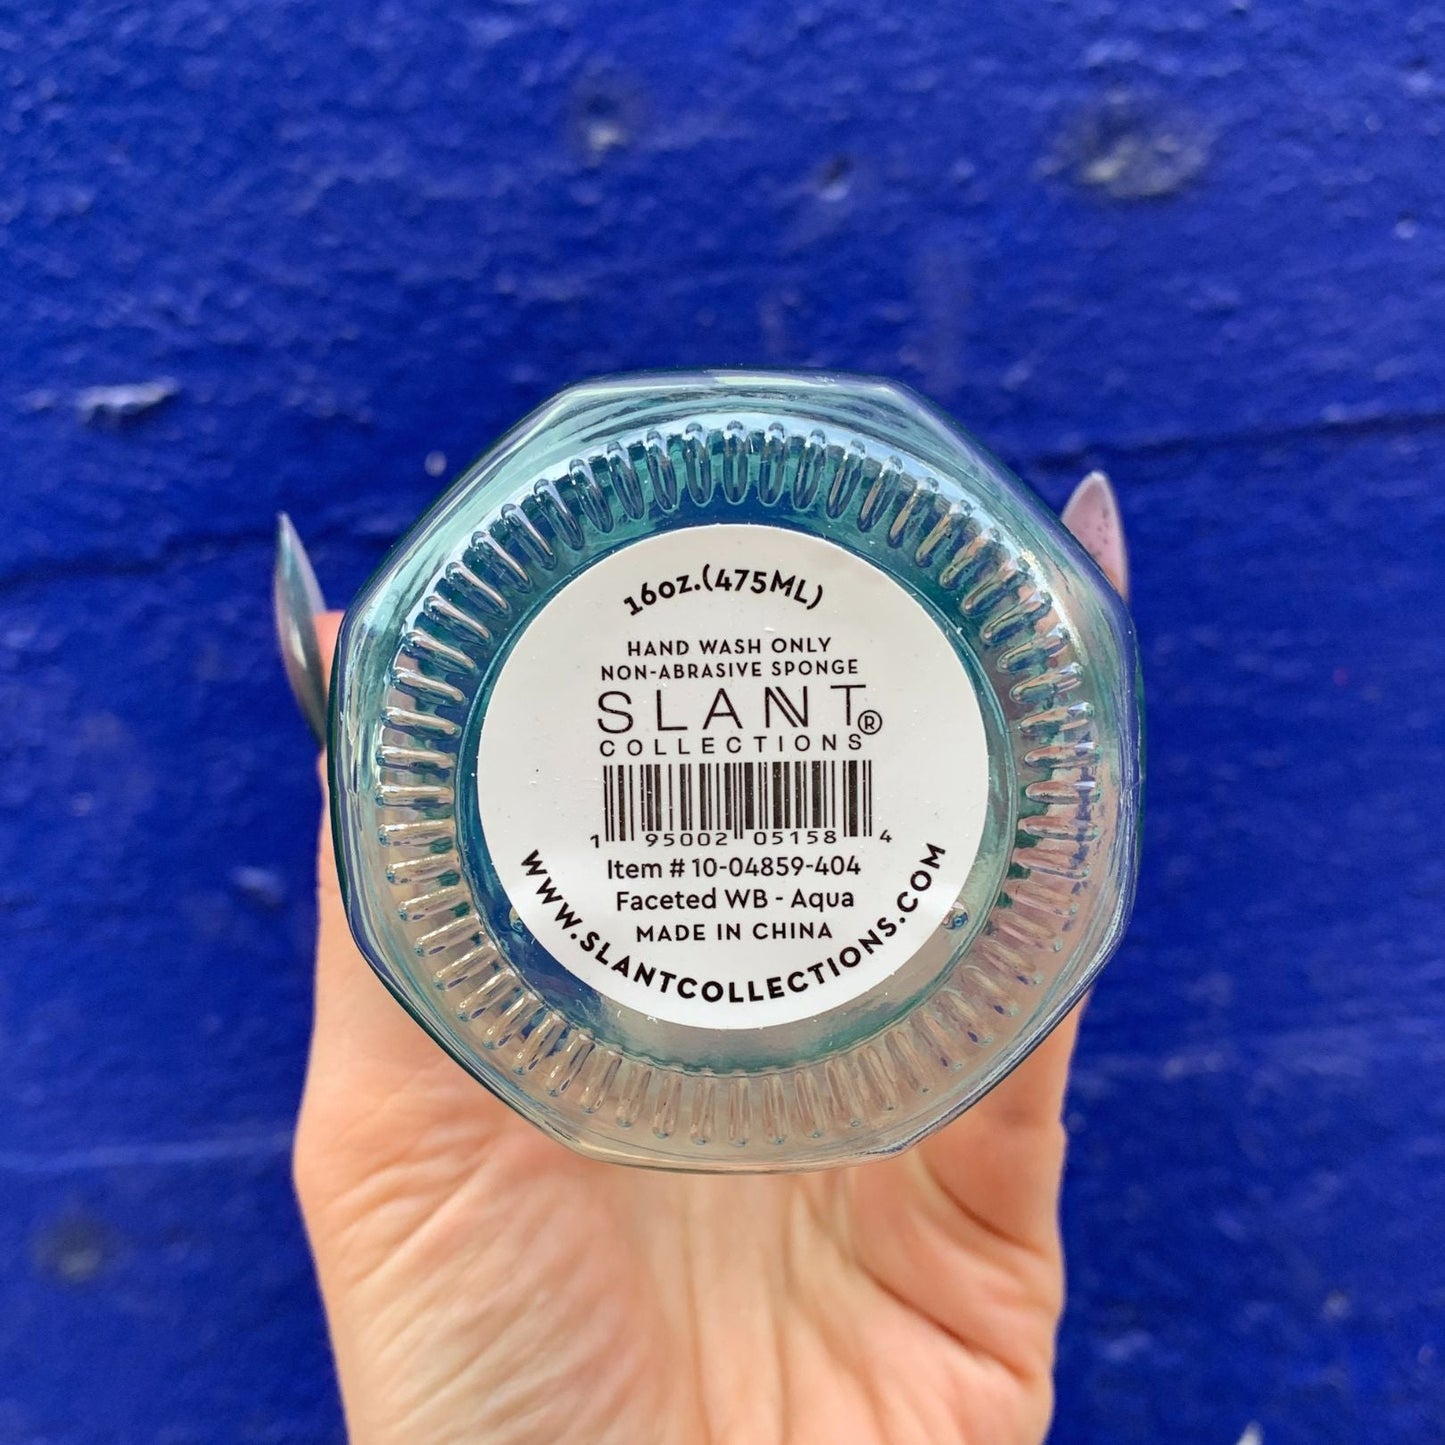 16oz.(475ML)
HAND WASH ONLY
NON-ABRASIVE SPONGE
SLANT®
COLLECTIONS
1 95002 05158 4
Item # 10-04859-404
Faceted WB - Aqua
MADE IN CHINA
WWW.SLANTCOLLECTIONS.COM